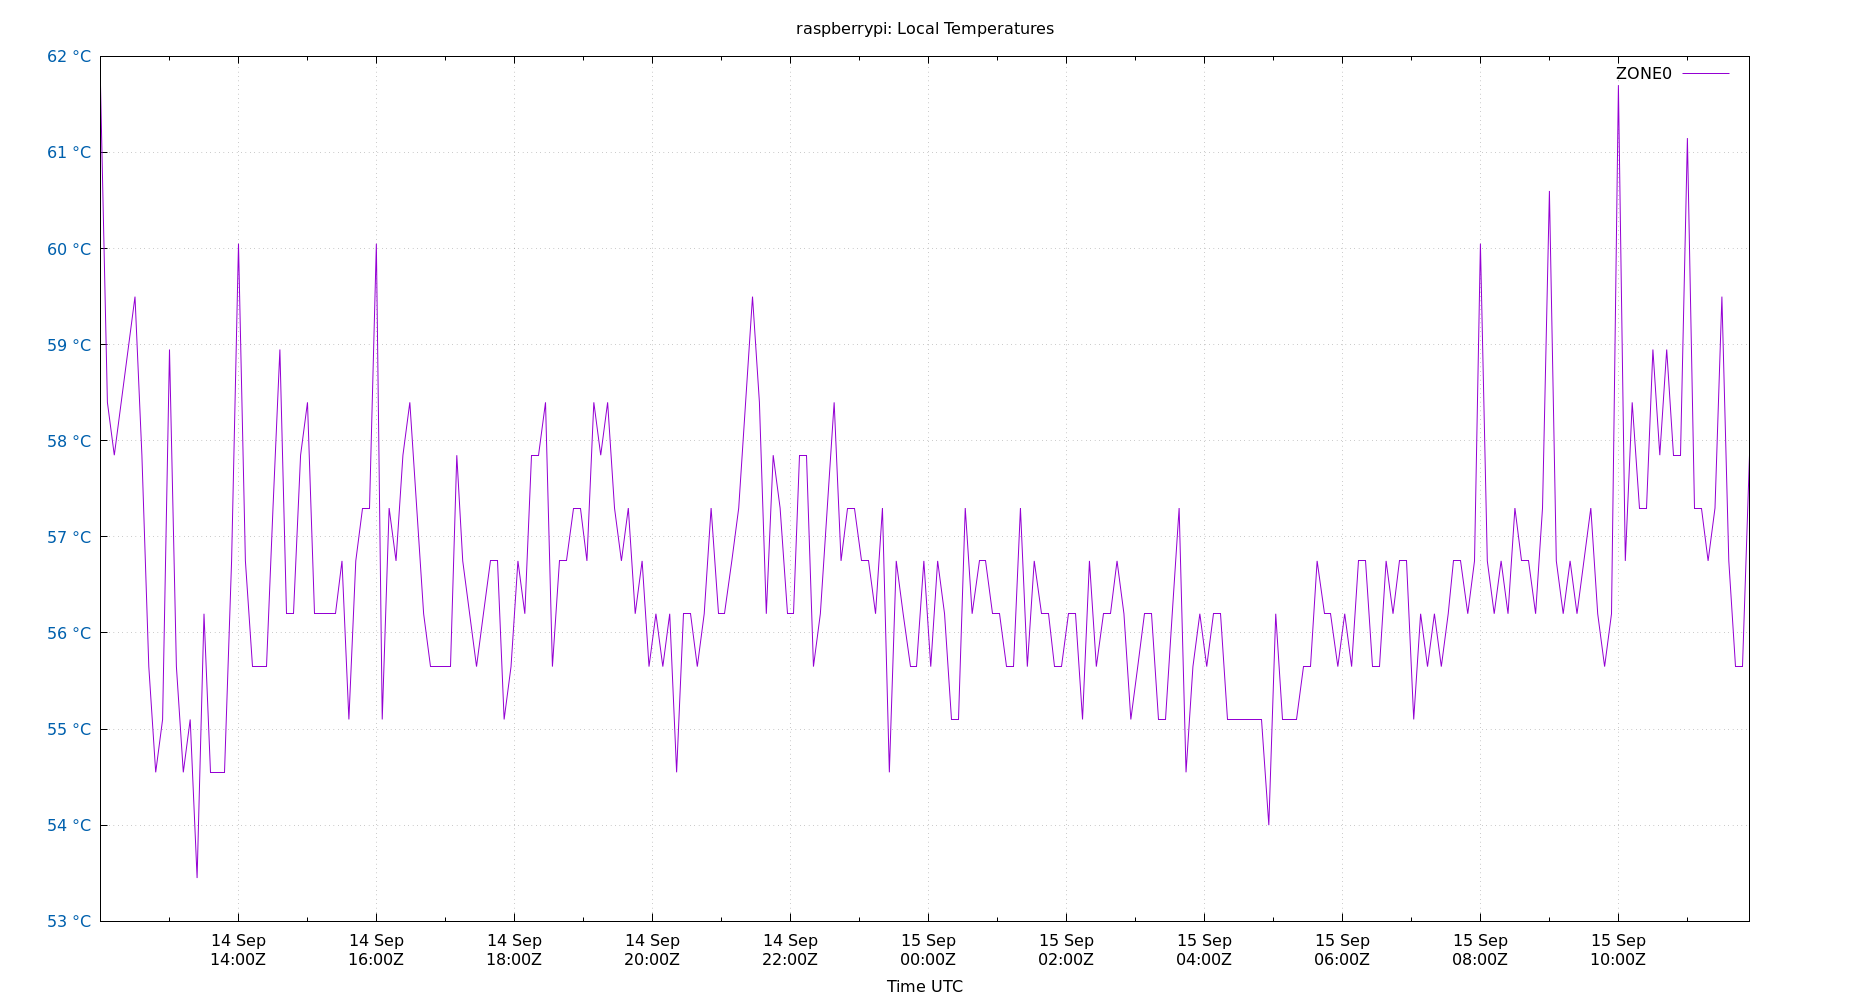 raspberrypi: Local Temperatures
62 °C
ZONE0
61 °C
60 °C
59 °C
58 °C
57 °C
56 °C
55 °C
54 °C
53 °C
14 Sep 14 Sep 14 Sep 14 Sep 14 Sep 15 Sep 15 Sep 15 Sep 15 Sep 15 Sep 15 Sep
14:00Z 16:00Z 18:00Z 20:00Z 22:00Z 00:00Z 02:00Z 04:00Z 06:00Z 08:00Z 10:00Z
Time UTC